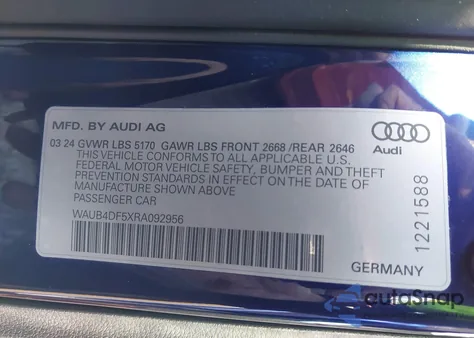 MFD. BY AUDI AG
03 24 GVWR LBS 5170 GAWR LBS FRONT 2668 /REAR 2646
THIS VEHICLE CONFORMS TO ALL APPLICABLE U.S.
FEDERAL MOTOR VEHICLE SAFETY, BUMPER AND THEFT
PREVENTION STANDARDS IN EFFECT ON THE DATE OF
MANUFACTURE SHOWN ABOVE
PASSENGER CAR
WAUB4DF5XRA092956
Audi
1221588
GERMANY
autoSnap